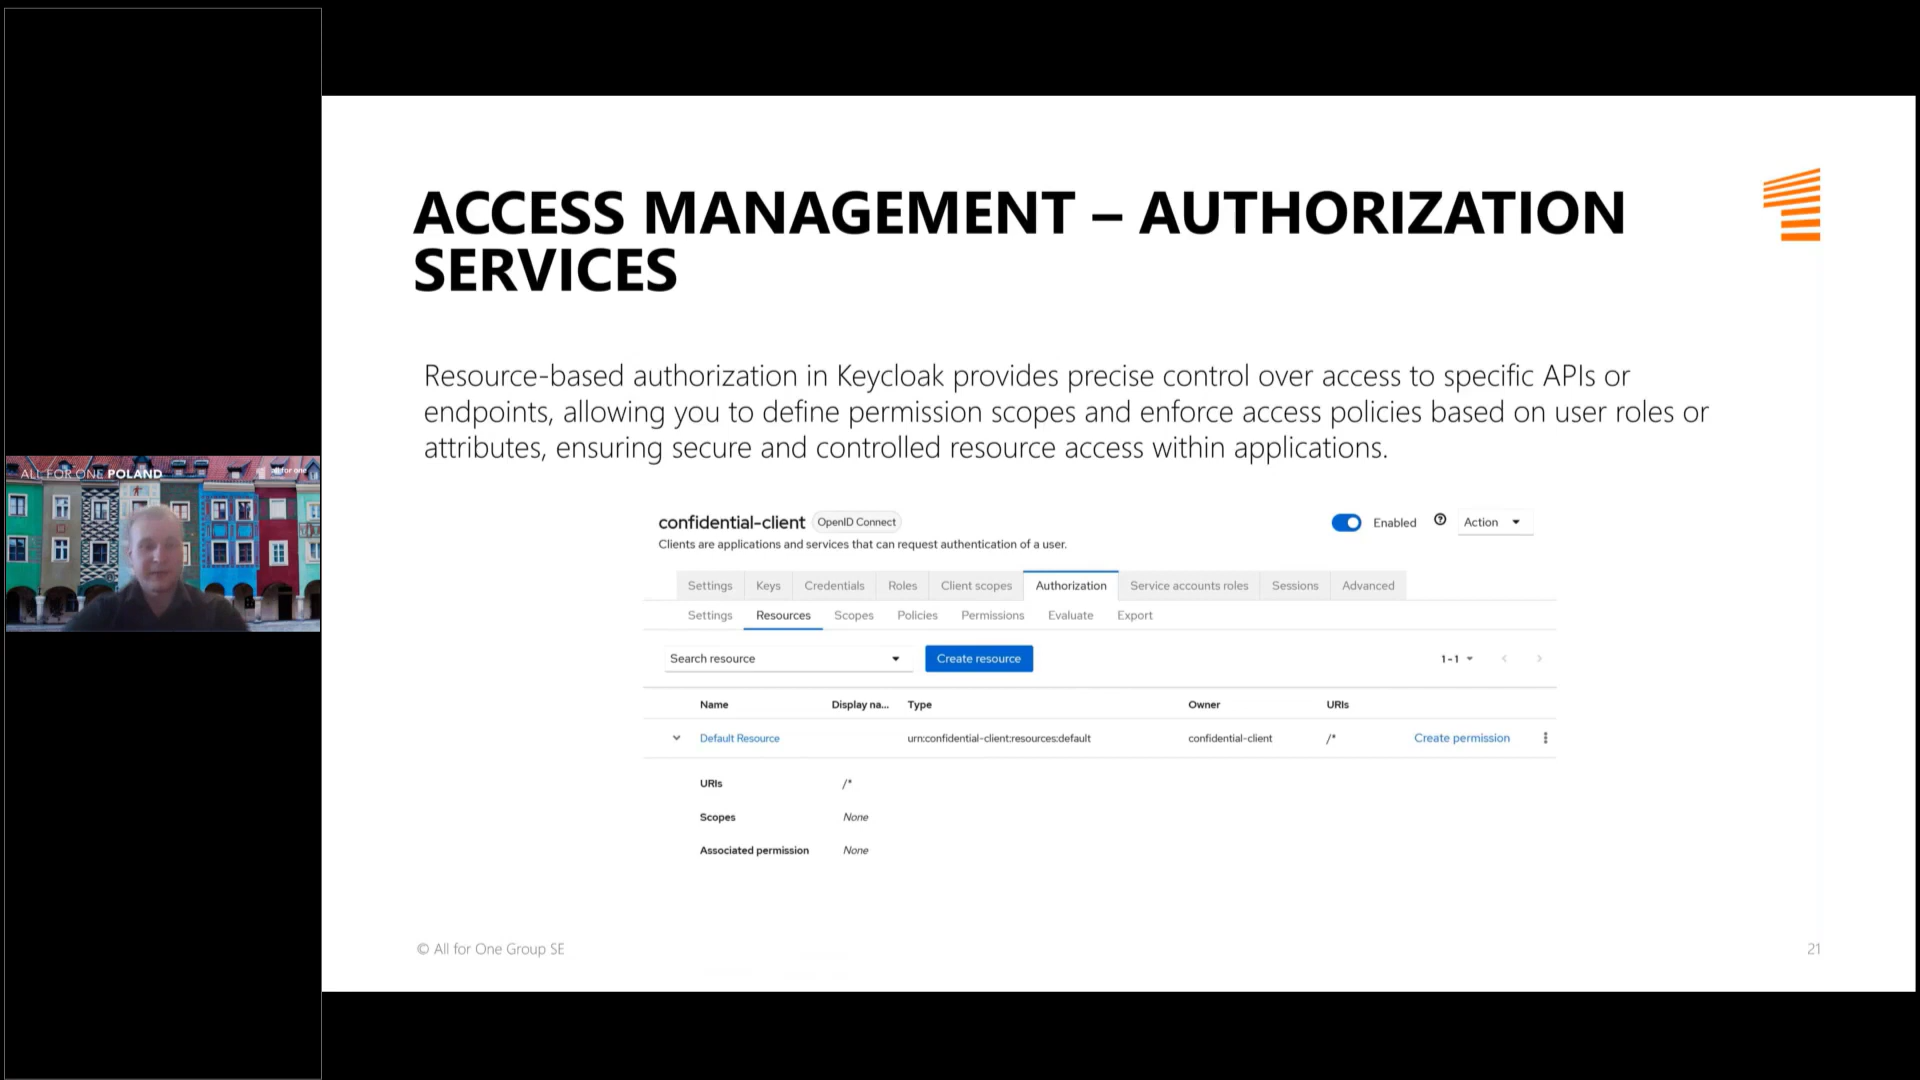 ALL FOR ONE POLAND
all for one
ACCESS MANAGEMENT – AUTHORIZATION
SERVICES
Resource-based authorization in Keycloak provides precise control over access to specific APIs or
endpoints, allowing you to define permission scopes and enforce access policies based on user roles or
attributes, ensuring secure and controlled resource access within applications.
confidential-client OpenID Connect Enabled Action
Clients are applications and services that can request authentication of a user.
Settings Keys Credentials Roles Client scopes Authorization Service accounts roles Sessions Advanced
Settings Resources Scopes Policies Permissions Evaluate Export
Search resource Create resource 1-1
Name Display na... Type Owner URIs
Default Resource urn:confidential-client:resources:default confidential-client /* Create permission
URIs /*
Scopes None
Associated permission None
© All for One Group SE 21